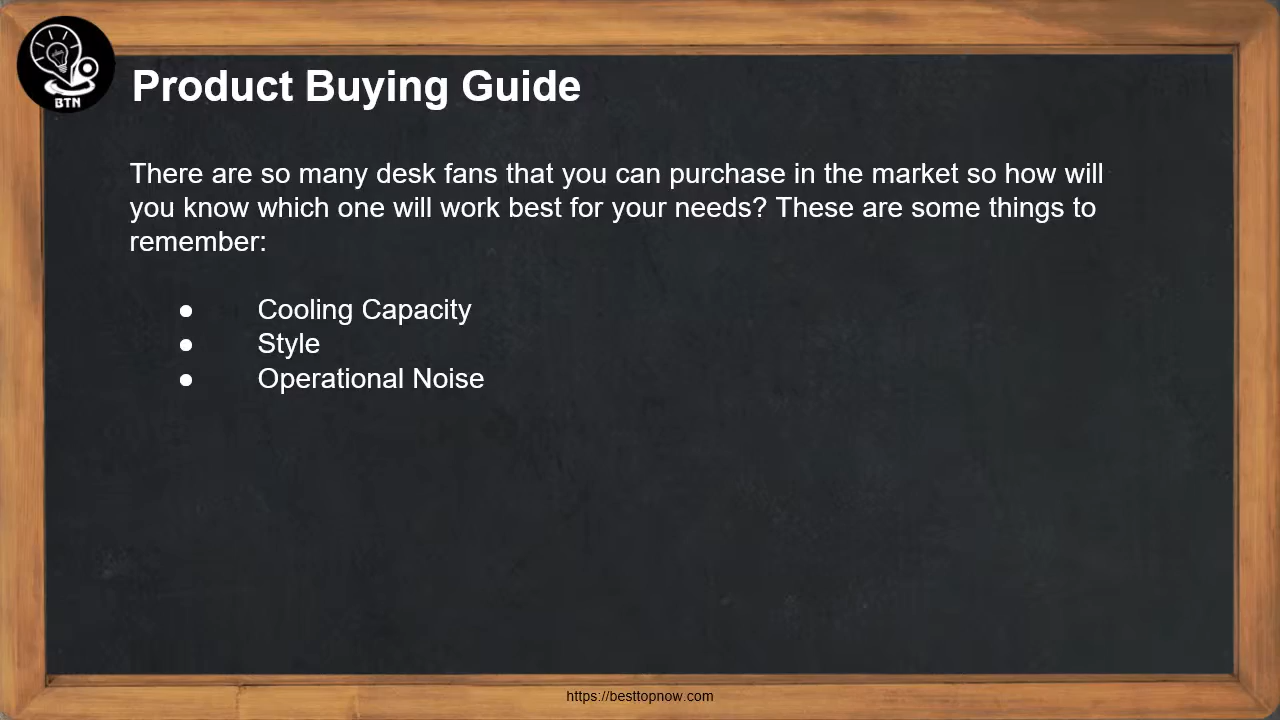 BTN
Product Buying Guide
There are so many desk fans that you can purchase in the market so how will
you know which one will work best for your needs? These are some things to
remember:
● Cooling Capacity
● Style
● Operational Noise
https://besttopnow.com